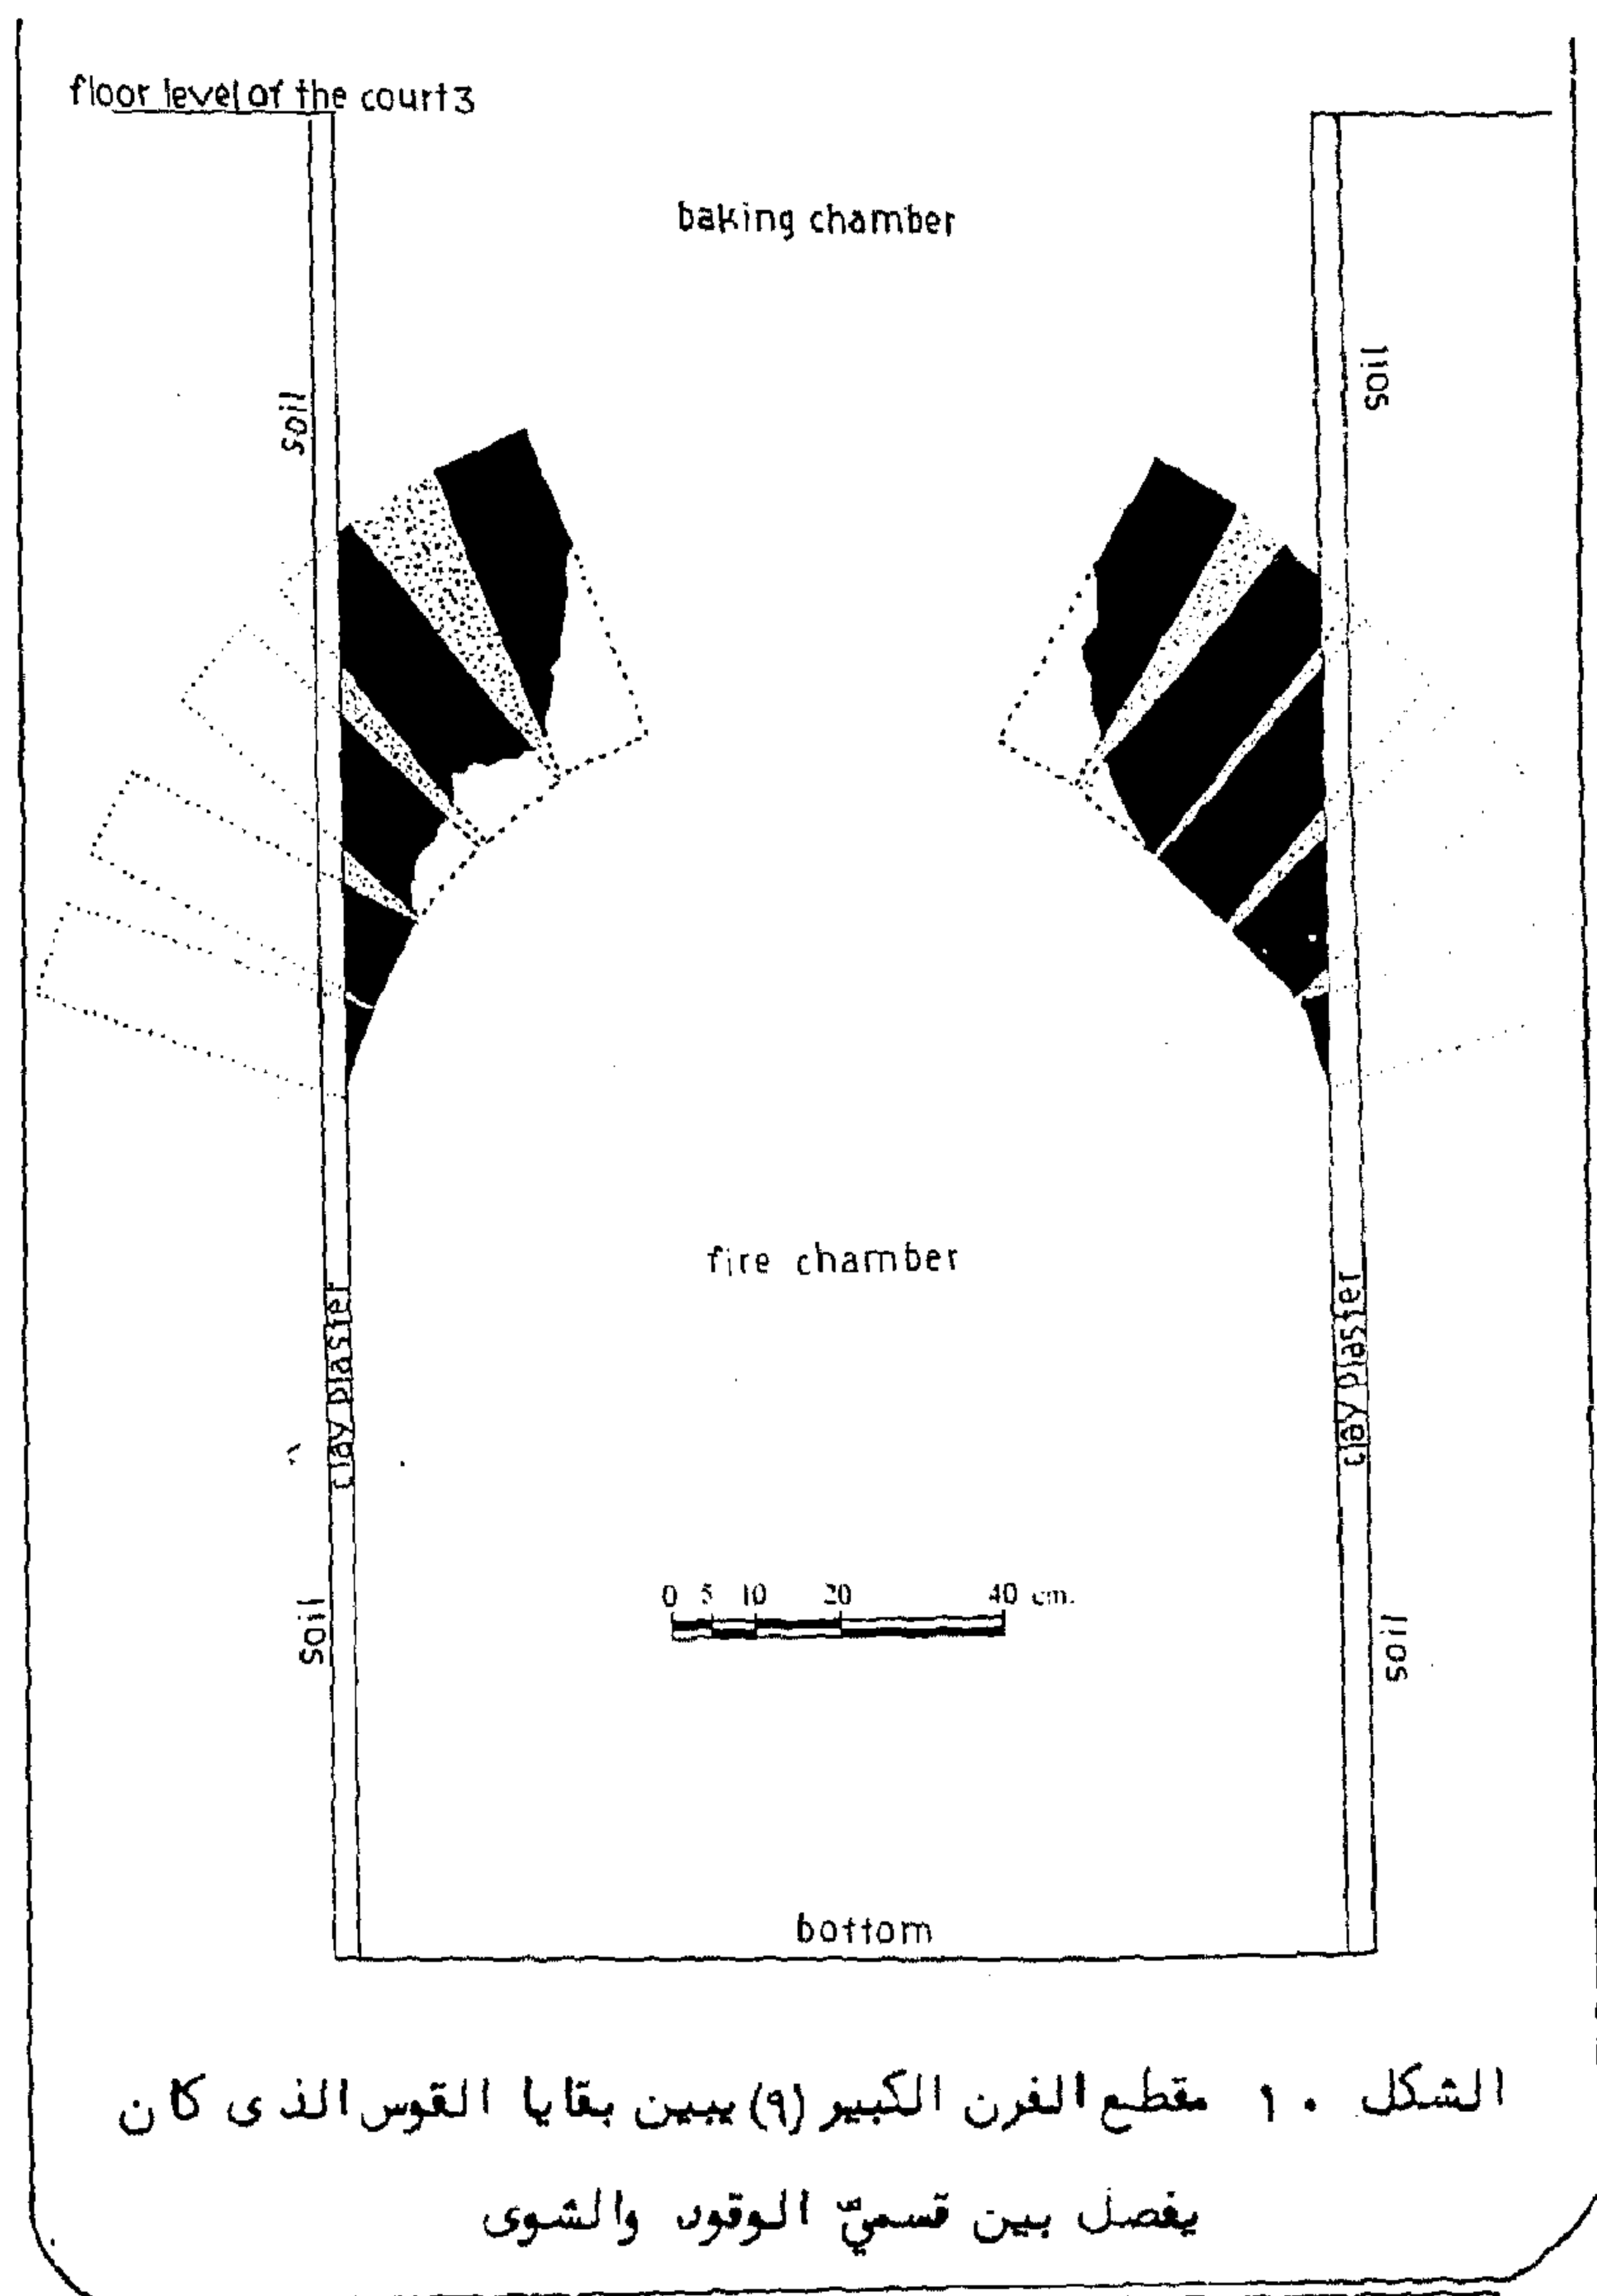 floor level of the court 3
baking chamber
soil
soil
fire chamber
clay plaster
clay plaster
0 5 10 20 40 cm.
soil
soil
bottom
الشكل ١٠ مقطع الفرن الكبير (٩) يبين بقايا القوس الذى كان
يفصل بين قسميّ الوقود والشوى